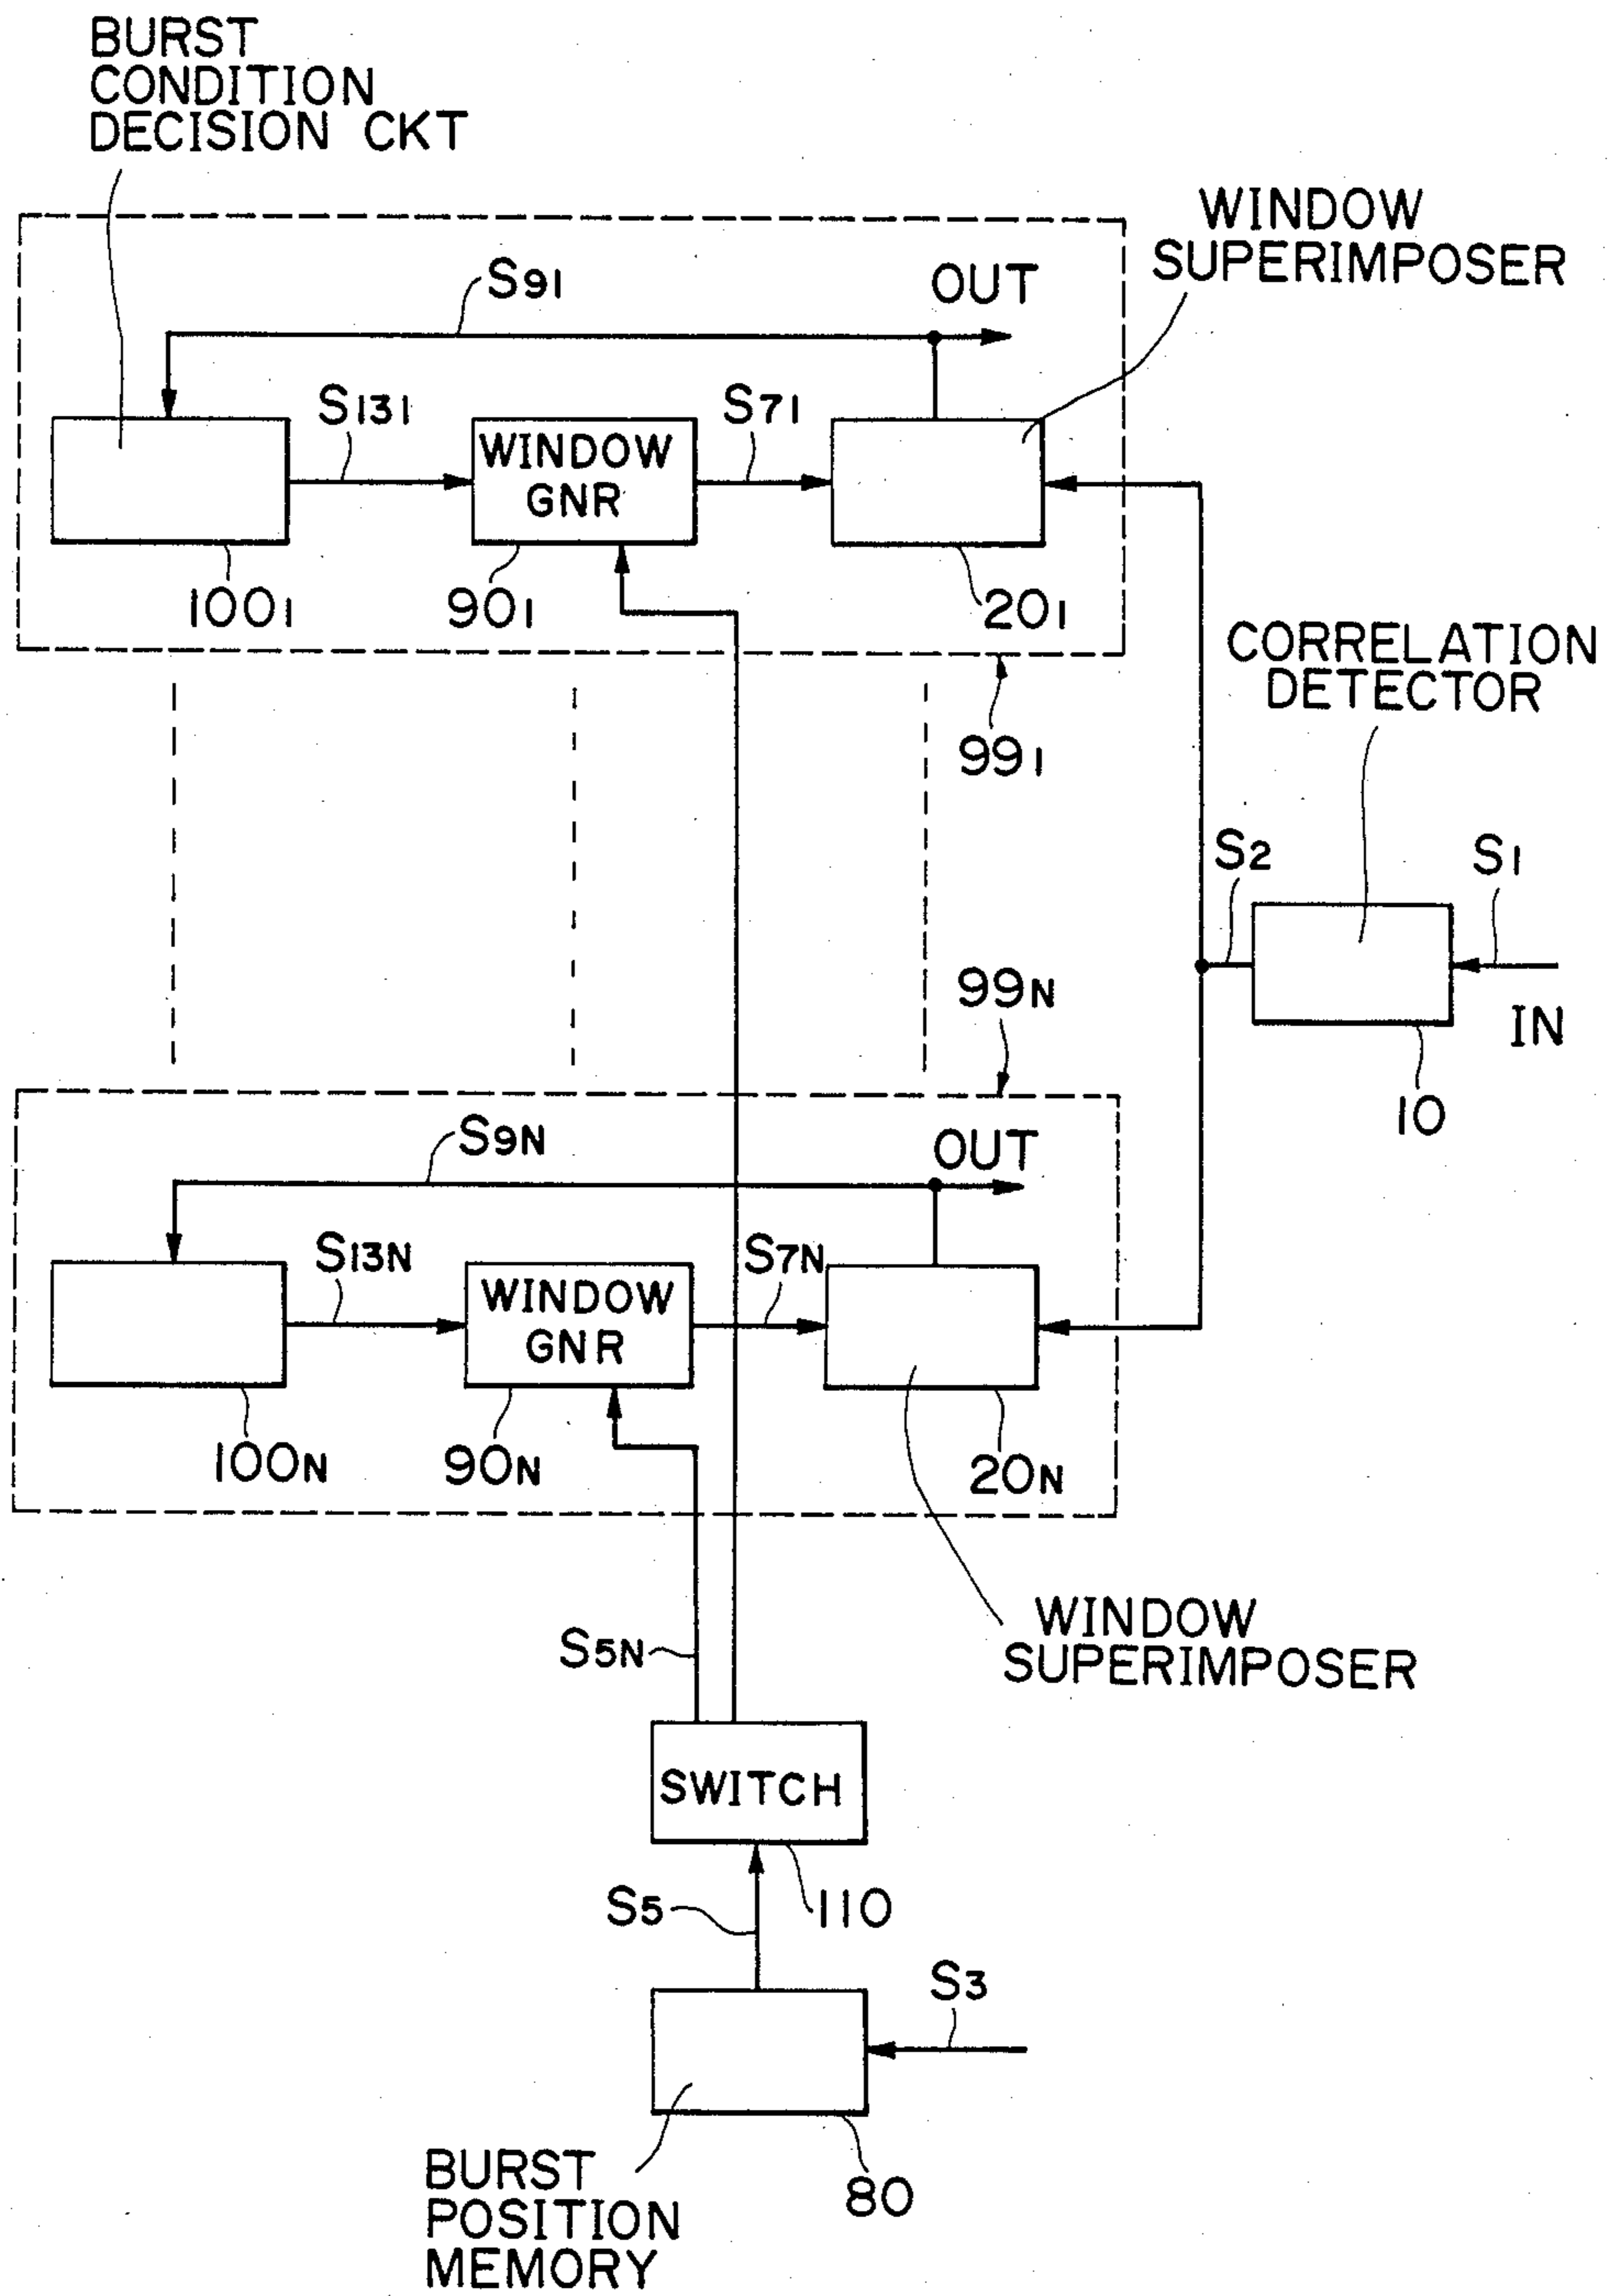 BURST
CONDITION
DECISION CKT
WINDOW
SUPERIMPOSER
S91
OUT
S131
WINDOW
GNR
S71
1001
901
201
CORRELATION
DETECTOR
991
S2
S1
99N
IN
10
S9N
OUT
S13N
WINDOW
GNR
S7N
100N
90N
20N
WINDOW
SUPERIMPOSER
S5N
SWITCH
S5
110
S3
80
BURST
POSITION
MEMORY